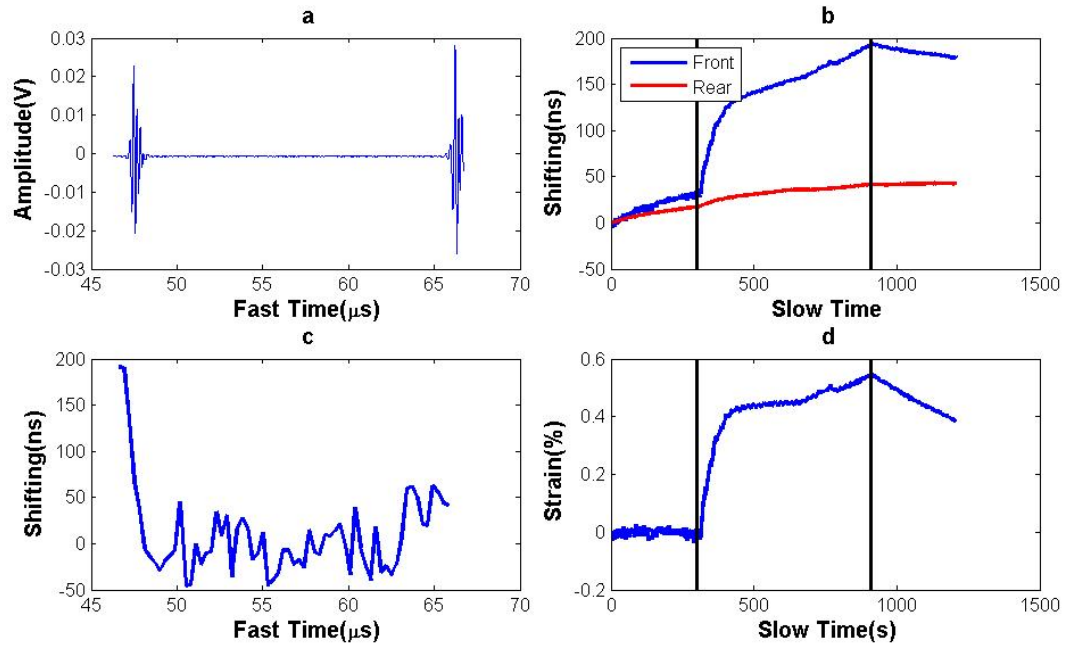 a
0.03
0.02
0.01
0
-0.01
-0.02
-0.03
Amplitude(V)
45 50 55 60 65 70
Fast Time(μs)
b
200
150
100
50
0
-50
Shifting(ns)
Front
Rear
0 500 1000 1500
Slow Time
c
200
150
100
50
0
-50
Shifting(ns)
45 50 55 60 65 70
Fast Time(μs)
d
0.6
0.4
0.2
0
-0.2
Strain(%)
0 500 1000 1500
Slow Time(s)